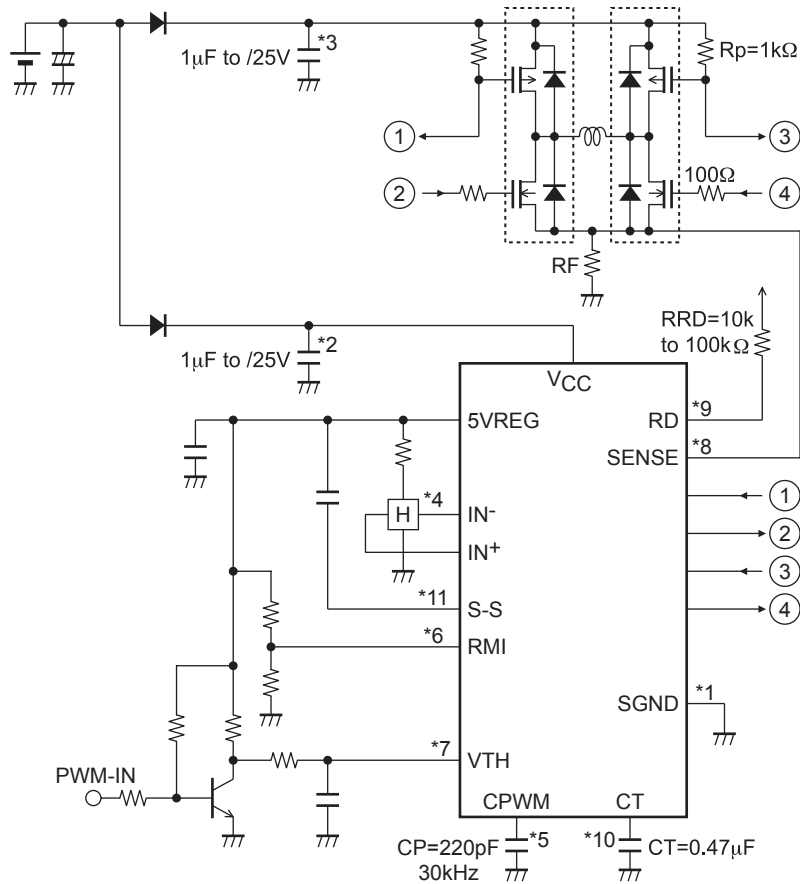 *3
1μF to /25V
Rp=1kΩ
1
3
2
100Ω
4
RF
*2
1μF to /25V
RRD=10k
to 100kΩ
VCC
5VREG
RD
*9
SENSE
*8
H
*4
IN-
IN+
1
2
3
4
*11
S-S
*6
RMI
*1
SGND
*7
VTH
PWM-IN
CPWM
CT
CP=220pF
30kHz
*5
*10
CT=0.47μF